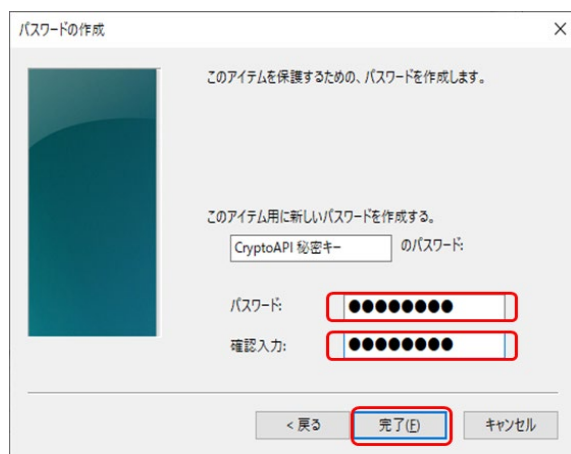 パスワードの作成
このアイテムを保護するための、パスワードを作成します。
このアイテム用に新しいパスワードを作成する。
CryptoAPI 秘密キー のパスワード:
パスワード: ●●●●●●●●
確認入力: ●●●●●●●●
< 戻る 完了(F) キャンセル